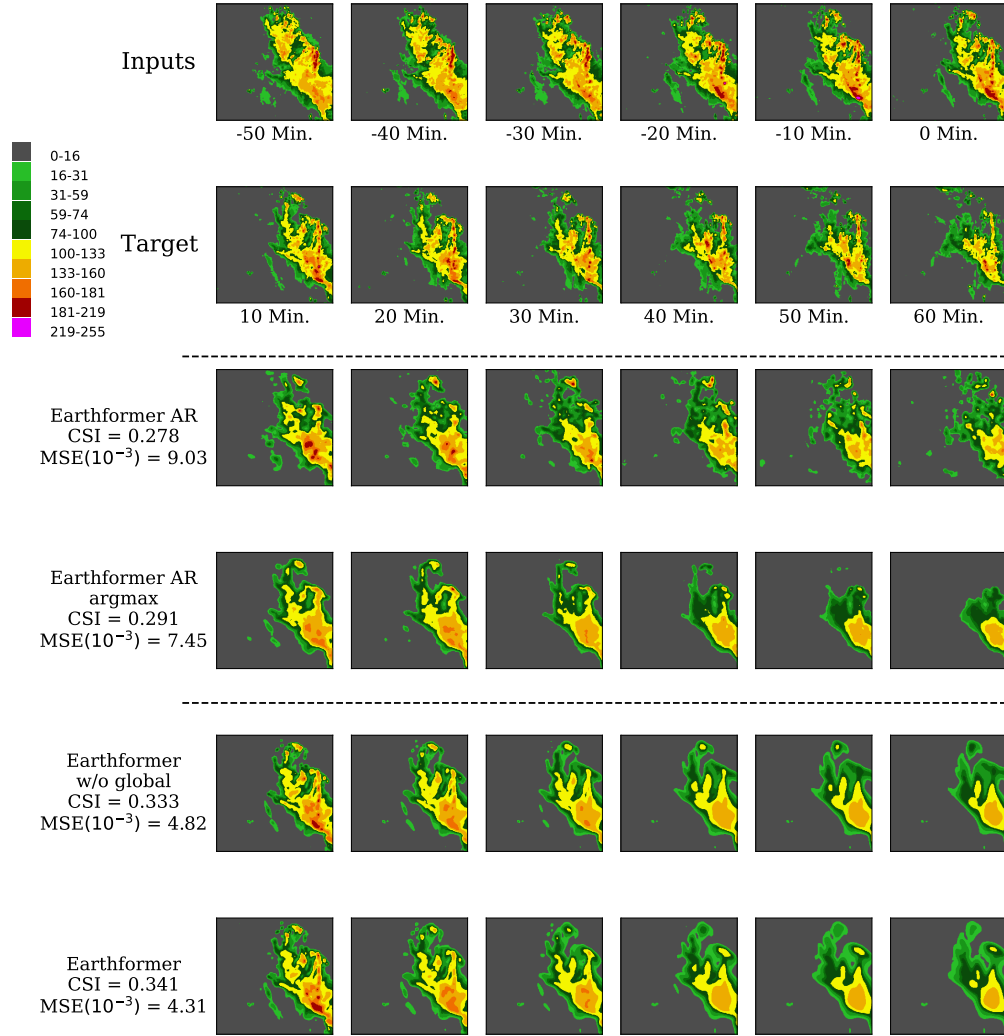 Inputs
-50 Min.
-40 Min.
-30 Min.
-20 Min.
-10 Min.
0 Min.
0-16
16-31
31-59
59-74
74-100
100-133
133-160
160-181
181-219
219-255
Target
10 Min.
20 Min.
30 Min.
40 Min.
50 Min.
60 Min.
Earthformer AR
CSI = 0.278
MSE(10⁻³) = 9.03
Earthformer AR
argmax
CSI = 0.291
MSE(10⁻³) = 7.45
Earthformer
w/o global
CSI = 0.333
MSE(10⁻³) = 4.82
Earthformer
CSI = 0.341
MSE(10⁻³) = 4.31